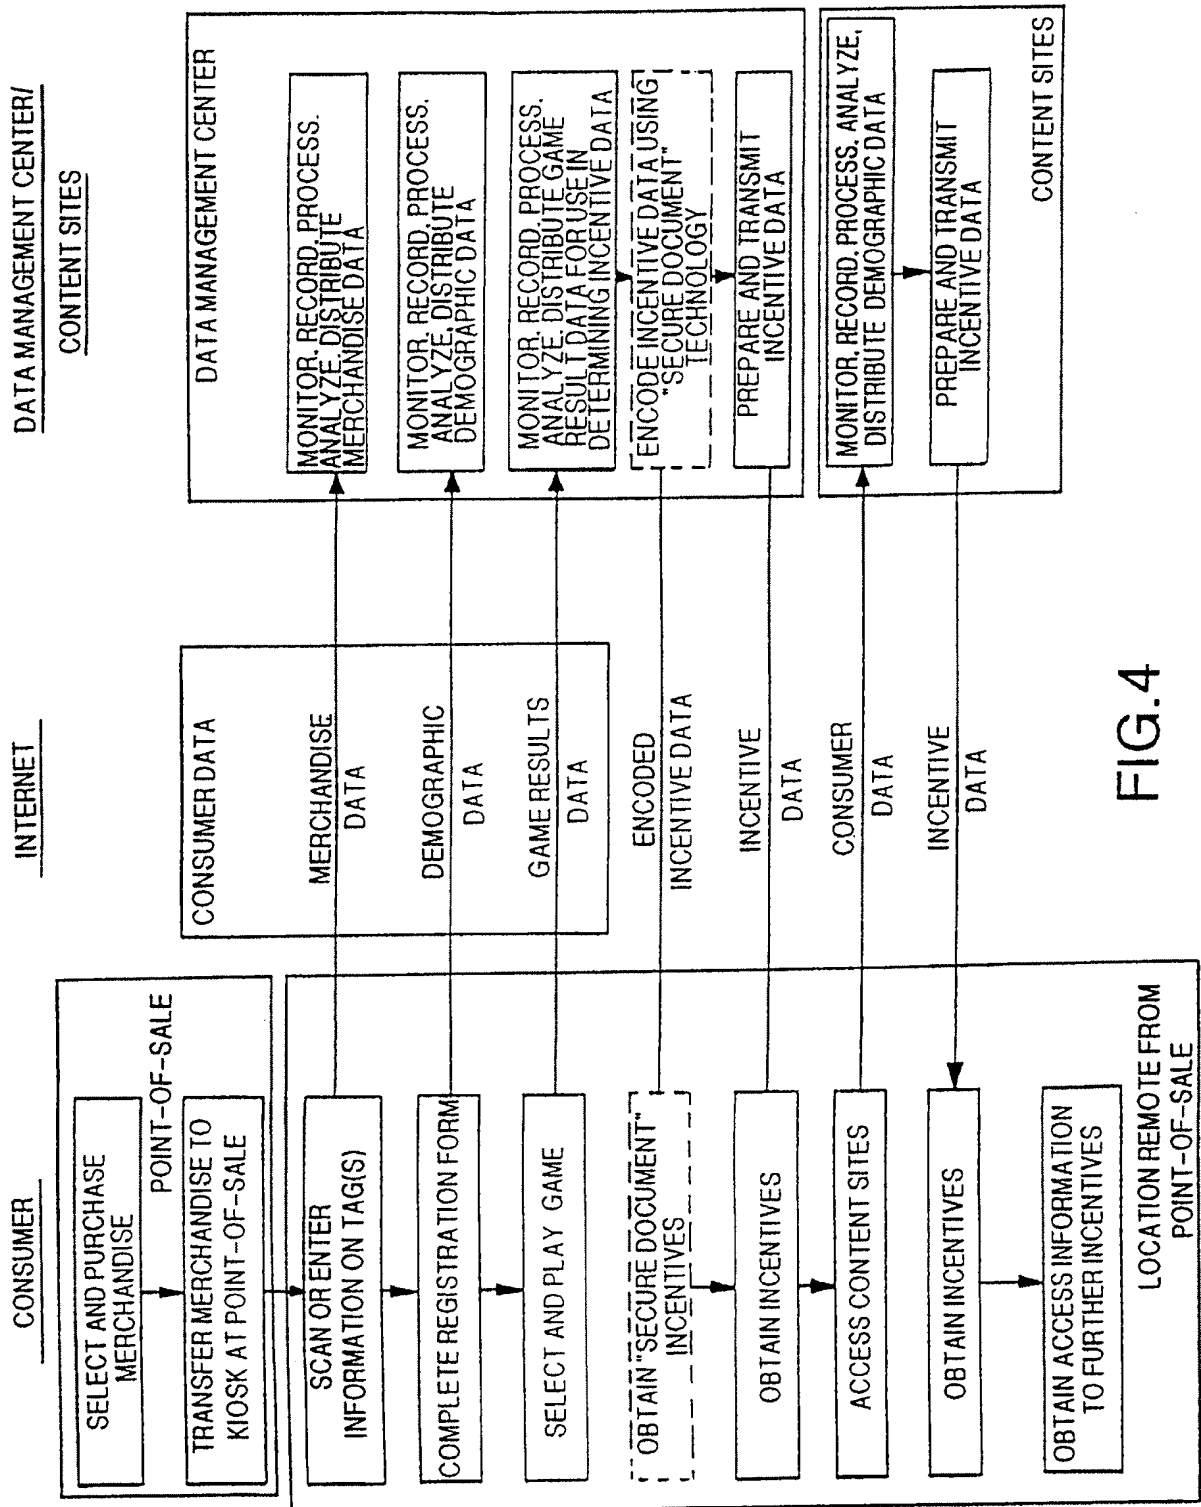 CONSUMER
SELECT AND PURCHASE
MERCHANDISE
POINT-OF-SALE
TRANSFER MERCHANDISE TO
KIOSK AT POINT-OF-SALE
SCAN OR ENTER
INFORMATION ON TAG(S)
COMPLETE REGISTRATION FORM
SELECT AND PLAY GAME
OBTAIN "SECURE DOCUMENT"
INCENTIVES
OBTAIN INCENTIVES
ACCESS CONTENT SITES
OBTAIN INCENTIVES
OBTAIN ACCESS INFORMATION
TO FURTHER INCENTIVES
LOCATION REMOTE FROM
POINT-OF-SALE
INTERNET
CONSUMER DATA
MERCHANDISE
DATA
DEMOGRAPHIC
DATA
GAME RESULTS
DATA
ENCODED
INCENTIVE DATA
INCENTIVE
DATA
CONSUMER
DATA
INCENTIVE
DATA
DATA MANAGEMENT CENTER/
CONTENT SITES
DATA MANAGEMENT CENTER
MONITOR, RECORD, PROCESS,
ANALYZE, DISTRIBUTE
MERCHANDISE DATA
MONITOR, RECORD, PROCESS,
ANALYZE, DISTRIBUTE
DEMOGRAPHIC DATA
MONITOR, RECORD, PROCESS,
ANALYZE, DISTRIBUTE GAME
RESULT DATA FOR USE IN
DETERMINING INCENTIVE DATA
ENCODE INCENTIVE DATA USING
"SECURE DOCUMENT"
TECHNOLOGY
PREPARE AND TRANSMIT
INCENTIVE DATA
MONITOR, RECORD, PROCESS, ANALYZE,
DISTRIBUTE DEMOGRAPHIC DATA
PREPARE AND TRANSMIT
INCENTIVE DATA
CONTENT SITES
FIG.4